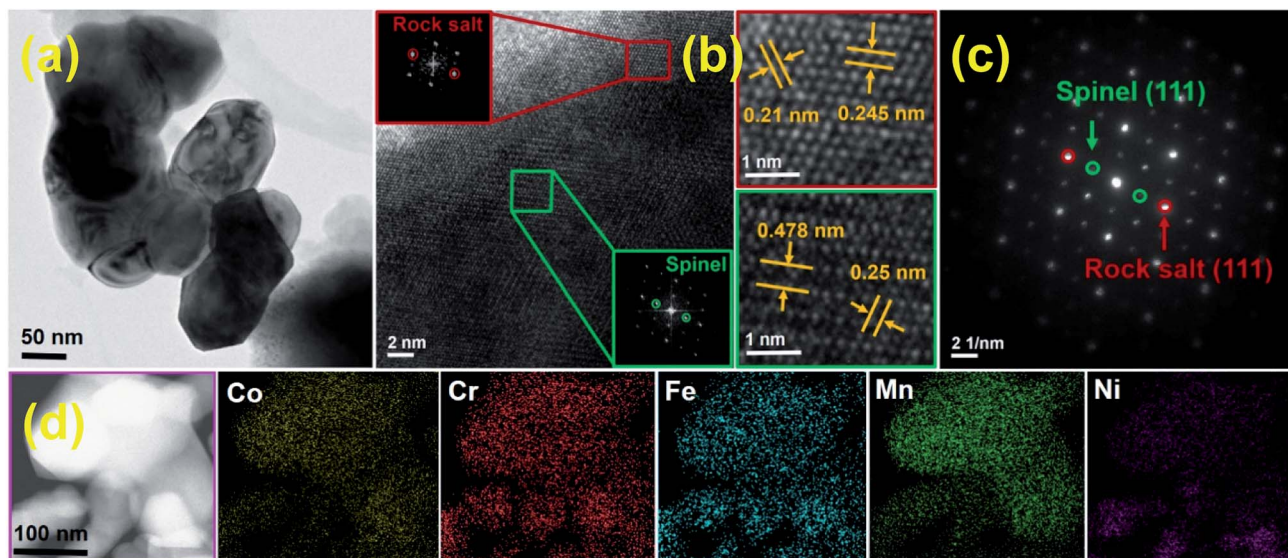 (a)
50 nm
Rock salt
(b)
Spinel
2 nm
0.21 nm
0.245 nm
1 nm
0.478 nm
0.25 nm
1 nm
(c)
Spinel (111)
Rock salt (111)
2 1/nm
(d)
100 nm
Co
Cr
Fe
Mn
Ni